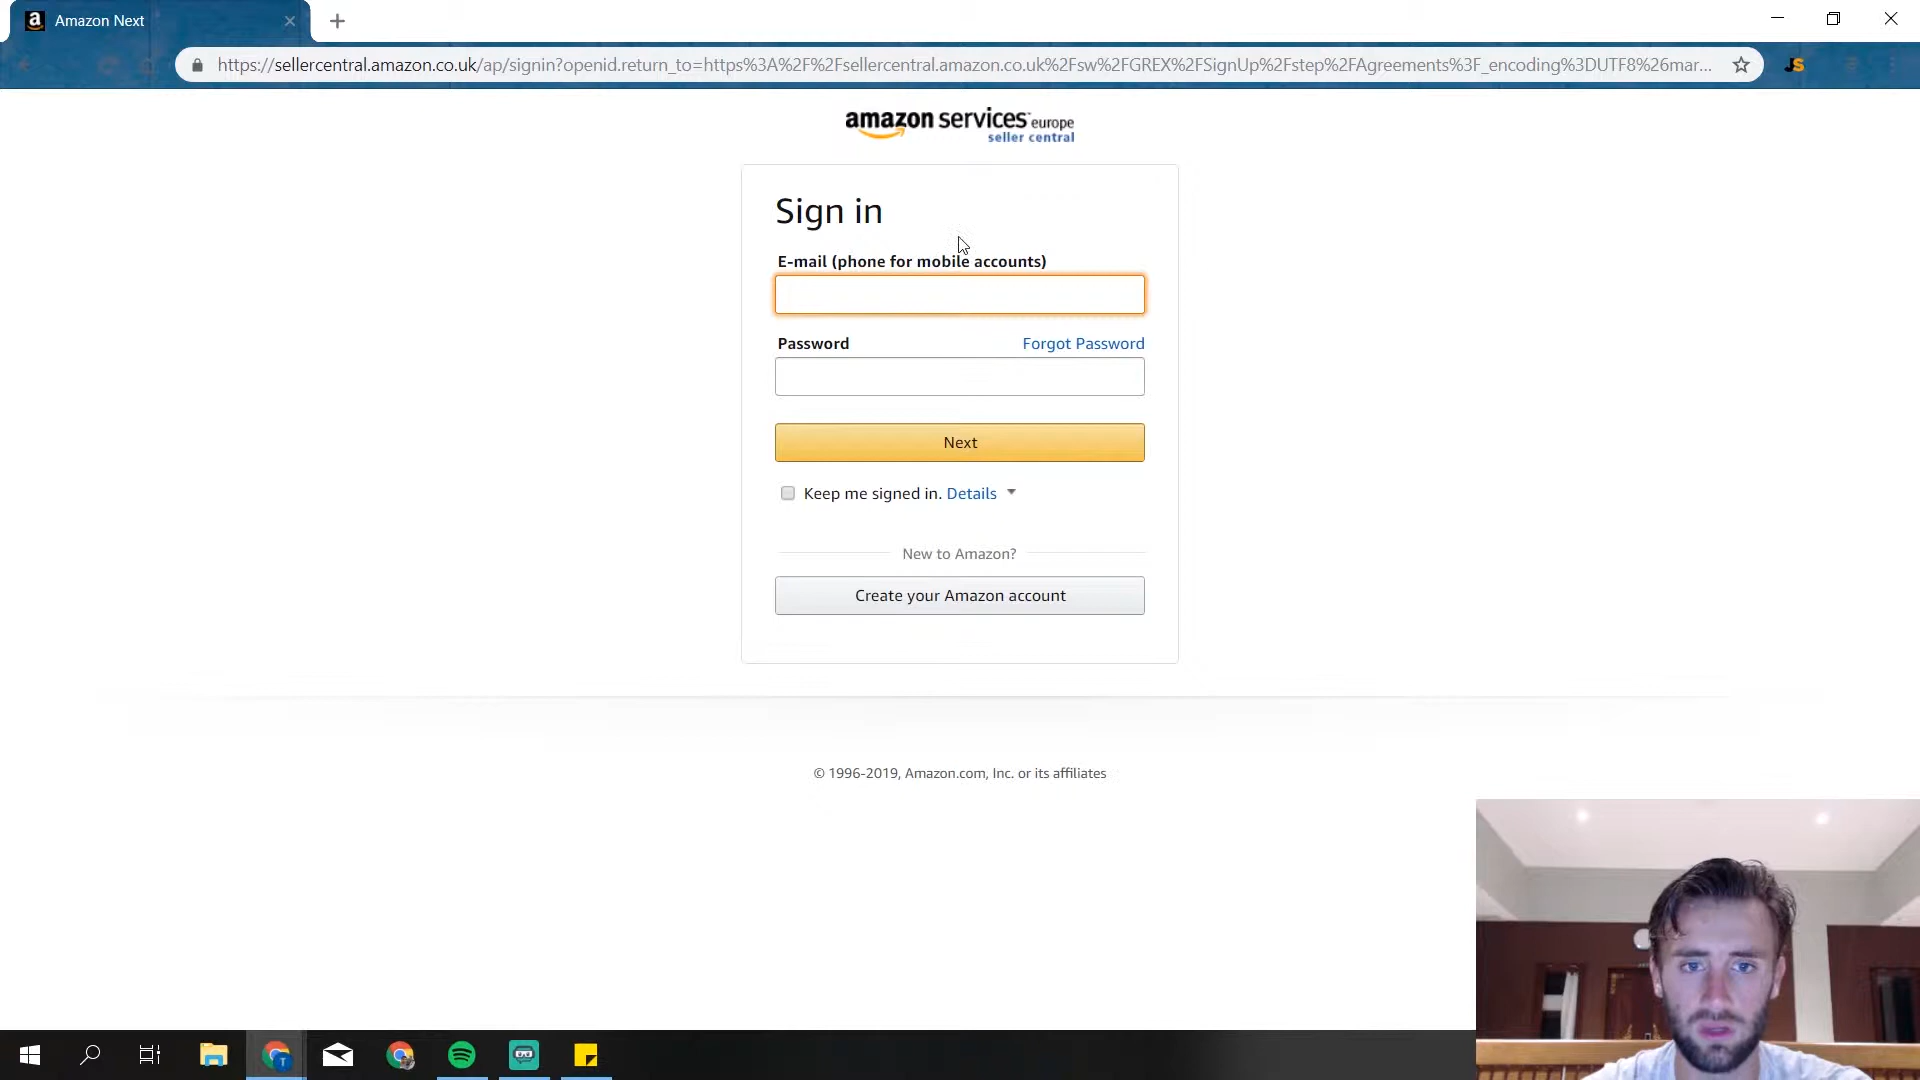 Amazon Next
https://sellercentral.amazon.co.uk/ap/signin?openid.return_to=https%3A%2F%2Fsellercentral.amazon.co.uk%2Fsw%2FGREX%2FSignUp%2Fstep%2FAgreements%3F_encoding%3DUTF8%26mar...
JS
amazon services europe
seller central
Sign in
E-mail (phone for mobile accounts)
Password Forgot Password
Next
Keep me signed in. Details
New to Amazon?
Create your Amazon account
© 1996-2019, Amazon.com, Inc. or its affiliates